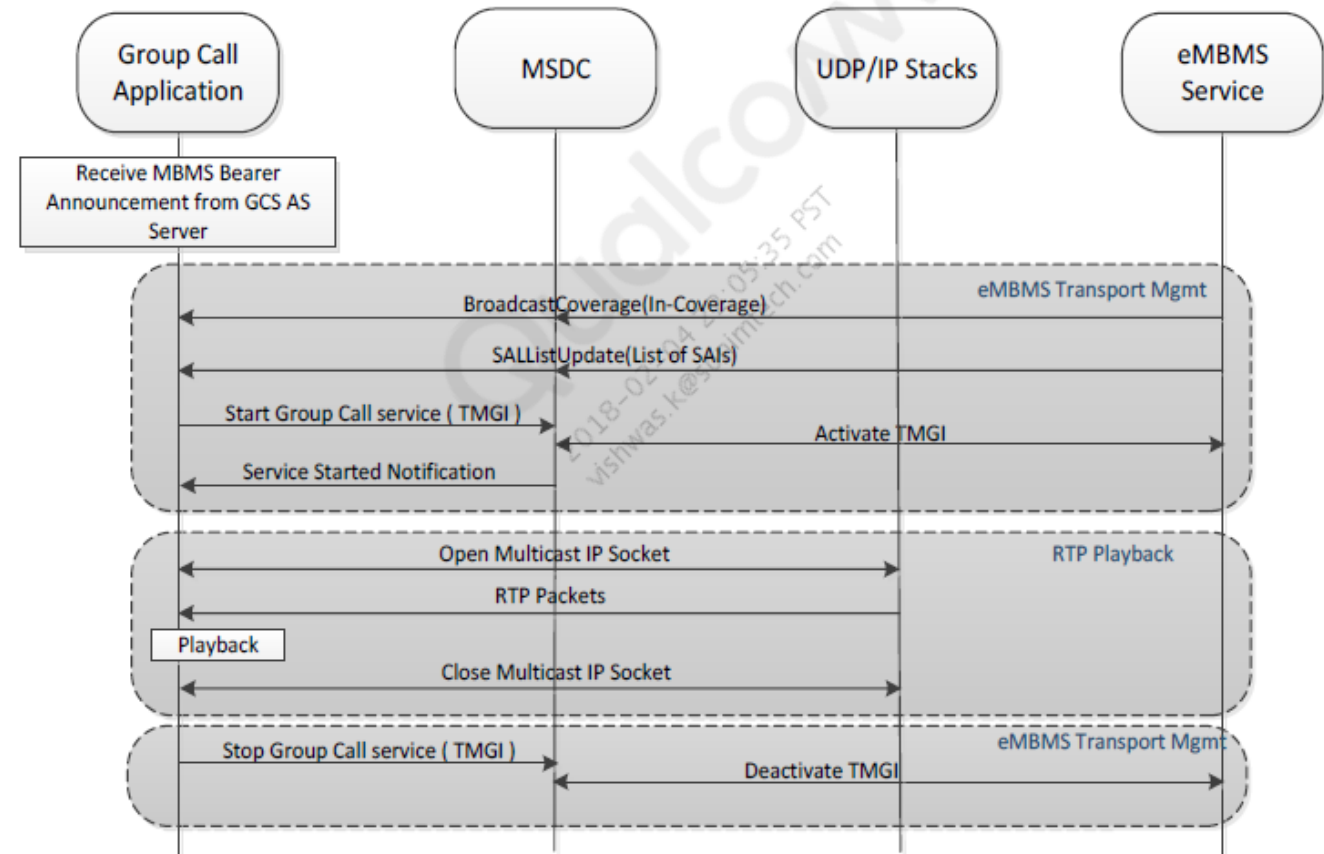 Group Call
Application
MSDC
UDP/IP Stacks
eMBMS
Service
Receive MBMS Bearer
Announcement from GCS AS
Server
eMBMS Transport Mgmt
BroadcastCoverage(In-Coverage)
SALListUpdate(List of SAIs)
Start Group Call service ( TMGI )
Activate TMGI
Service Started Notification
Open Multicast IP Socket
RTP Playback
RTP Packets
Playback
Close Multicast IP Socket
eMBMS Transport Mgmt
Stop Group Call service ( TMGI )
Deactivate TMGI
Qualcomm